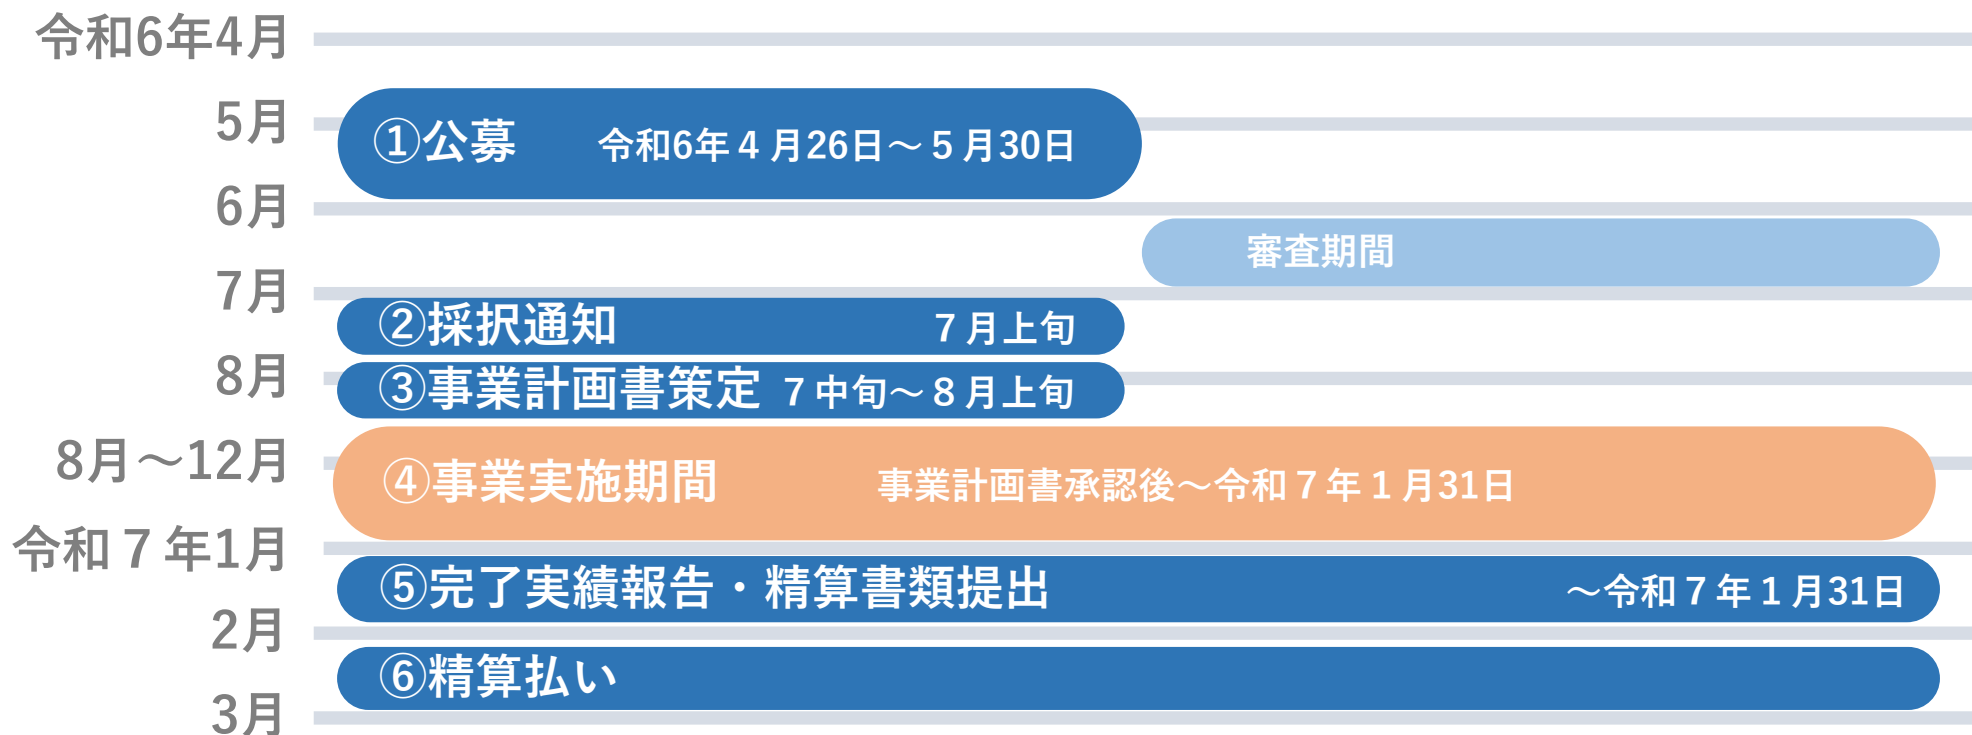 令和6年4月
5月
①公募 令和6年４月26日～５月30日
6月
審査期間
7月
②採択通知 ７月上旬
8月
③事業計画書策定 ７中旬～８月上旬
8月～12月
④事業実施期間 事業計画書承認後～令和７年１月31日
令和７年1月
⑤完了実績報告・精算書類提出 ～令和７年１月31日
2月
⑥精算払い
3月